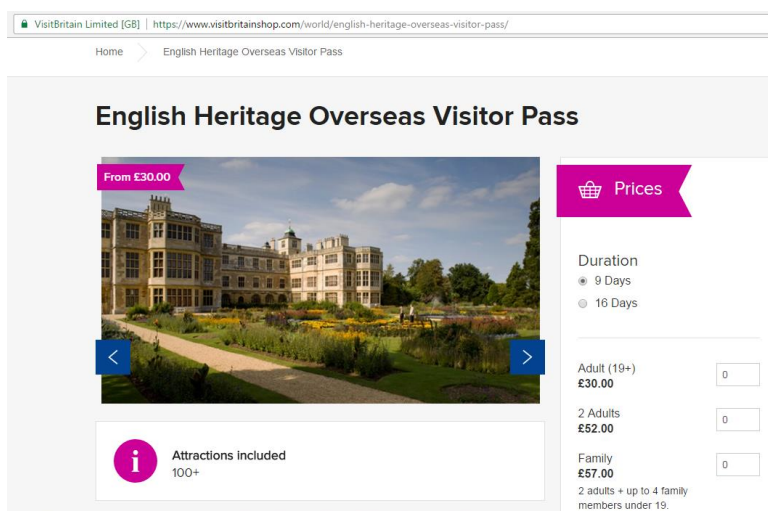 VisitBritain Limited [GB] | https://www.visitbritainshop.com/world/english-heritage-overseas-visitor-pass/
Home English Heritage Overseas Visitor Pass
English Heritage Overseas Visitor Pass
From £30.00
Attractions included
100+
Prices
Duration
9 Days
16 Days
Adult (19+)
£30.00
0
2 Adults
£52.00
0
Family
£57.00
0
2 adults + up to 4 family
members under 19.